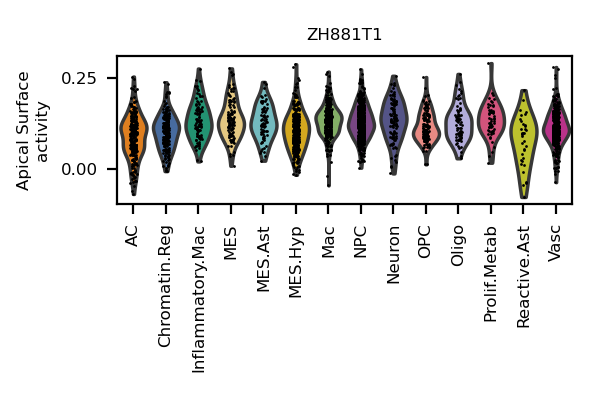 ZH881T1
Apical Surface
activity
0.25
0.00
AC
Chromatin.Reg
Inflammatory.Mac
MES
MES.Ast
MES.Hyp
Mac
NPC
Neuron
OPC
Oligo
Prolif.Metab
Reactive.Ast
Vasc